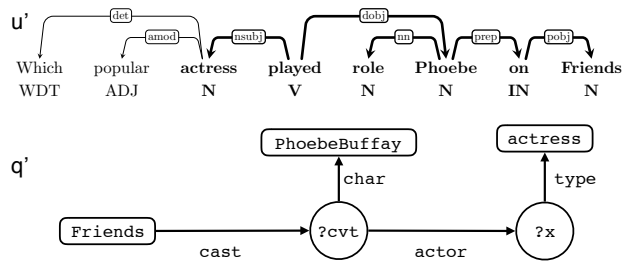 u'
det
amod
nsubj
dobj
nn
prep
pobj
Which popular actress played role Phoebe on Friends
WDT ADJ N V N N IN N
q'
PhoebeBuffay
actress
char
type
Friends
?cvt
?x
cast
actor